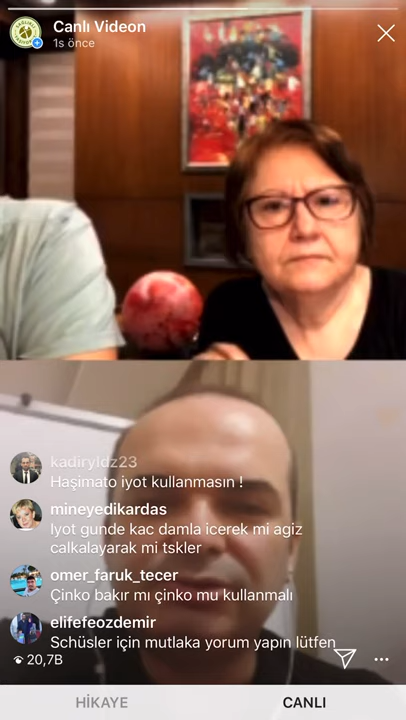 Canlı Videon
1s önce
kadiryldz23
Haşimato iyot kullanmasın !
mineyedikardas
Iyot gunde kac damla icerek mi agiz
calkalayarak mi tskler
omer_faruk_tecer
Çinko bakır mı çinko mu kullanmalı
elifefeozdemir
Schüsler için mutlaka yorum yapın lütfen
20,7B
HİKAYE
CANLI